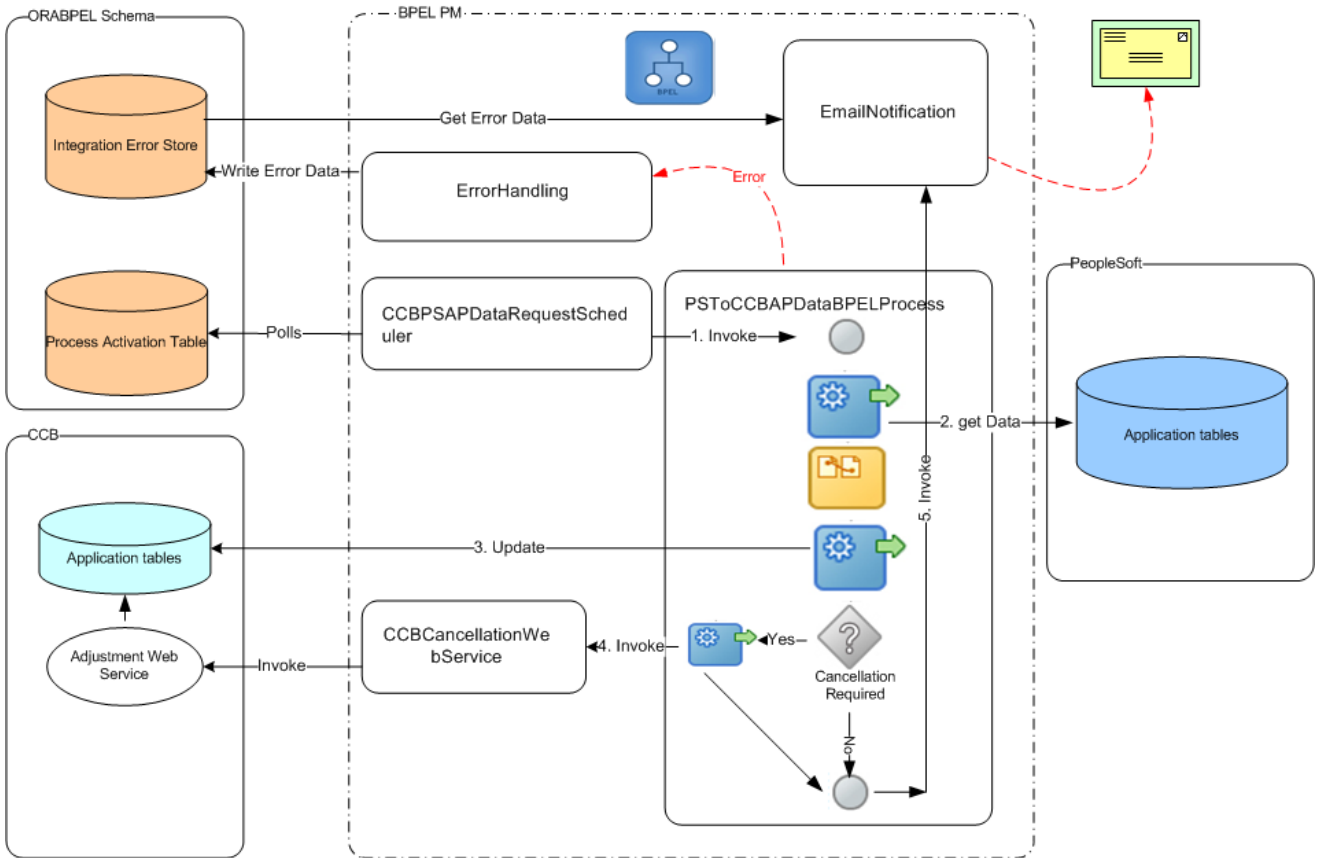 ORABPEL Schema
BPEL PM
BPEL
EmailNotification
Get Error Data
Integration Error Store
Write Error Data
ErrorHandling
Error
PeopleSoft
PSToCCBAPDataBPELProcess
CCBPSAPDataRequestSched
uler
Polls
Process Activation Table
1. Invoke
2. get Data
Application tables
CCB
5. Invoke
Application tables
3. Update
CCBCancellationWe
bService
4. Invoke
Yes
Adjustment Web
Service
Invoke
Cancellation
Required
No